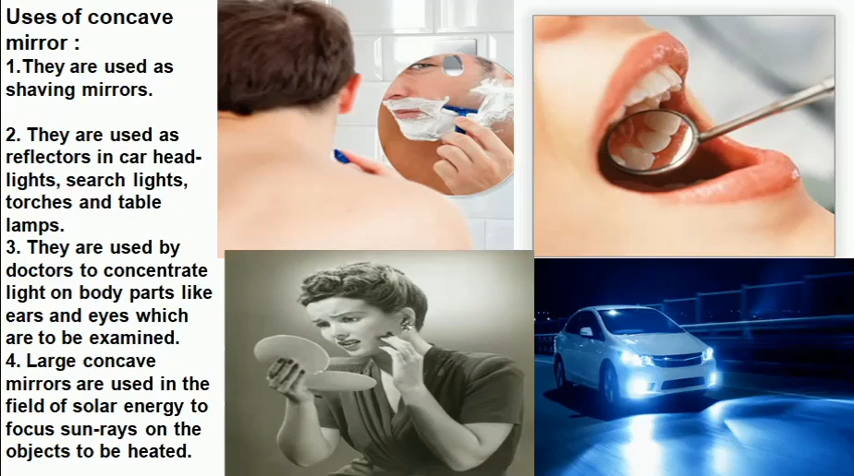 Uses of concave
mirror :
1.They are used as
shaving mirrors.
2. They are used as
reflectors in car head-
lights, search lights,
torches and table
lamps.
3. They are used by
doctors to concentrate
light on body parts like
ears and eyes which
are to be examined.
4. Large concave
mirrors are used in the
field of solar energy to
focus sun-rays on the
objects to be heated.